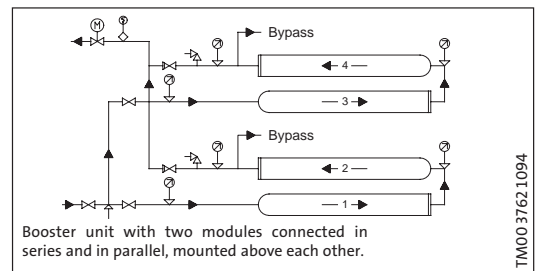 M
S
Bypass
4
3
Bypass
2
1
Booster unit with two modules connected in
series and in parallel, mounted above each other.
TM00 3762 1094